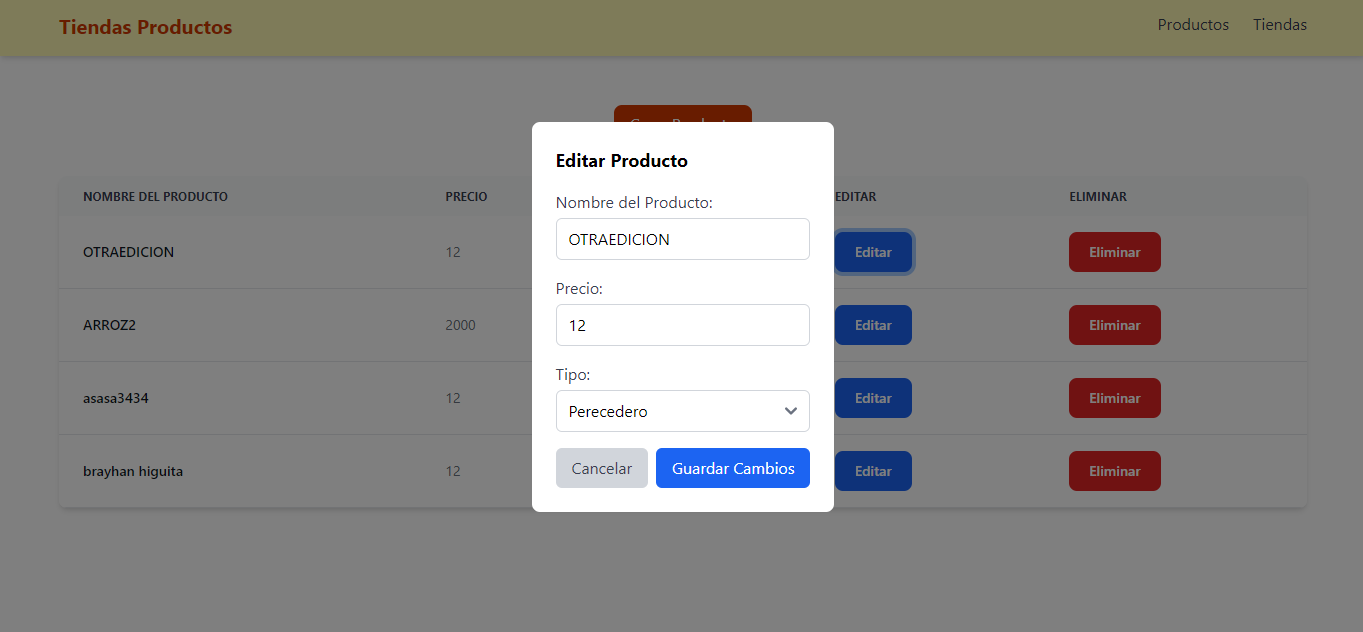 Tiendas Productos
Productos
Tiendas
NOMBRE DEL PRODUCTO
PRECIO
EDITAR
ELIMINAR
OTRAEDICION
12
Editar
Eliminar
ARROZ2
2000
Editar
Eliminar
asasa3434
12
Editar
Eliminar
brayhan higuita
12
Editar
Eliminar
Editar Producto
Nombre del Producto:
OTRAEDICION
Precio:
12
Tipo:
Perecedero
Cancelar
Guardar Cambios